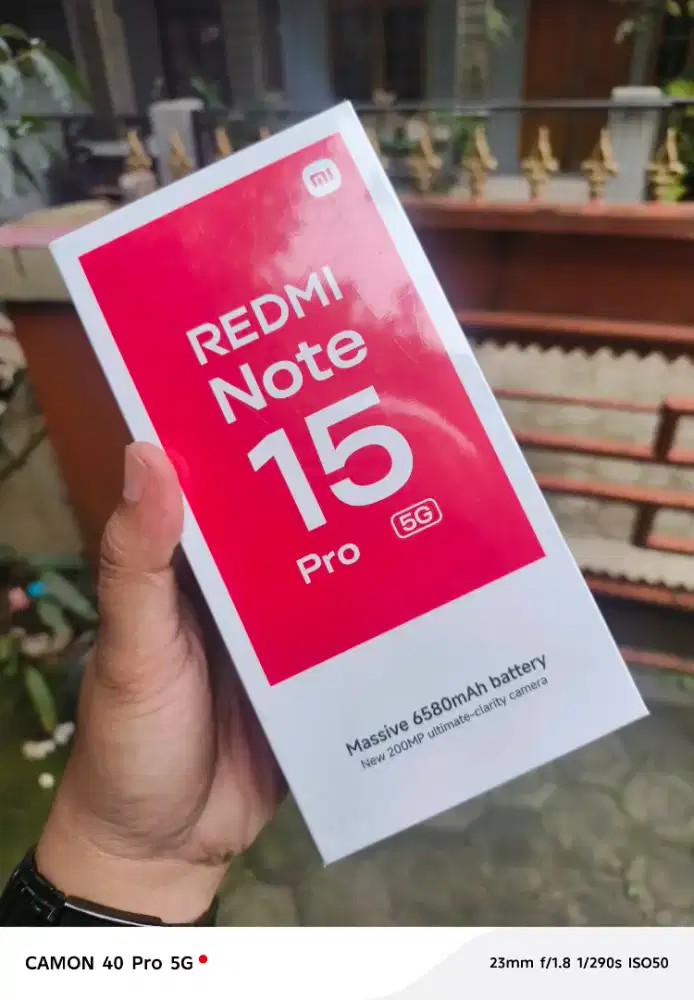 mi
REDMI
Note
15
Pro 5G
Massive 6580mAh battery
New 200MP ultimate-clarity camera
CAMON 40 Pro 5G
23mm f/1.8 1/290s ISO50